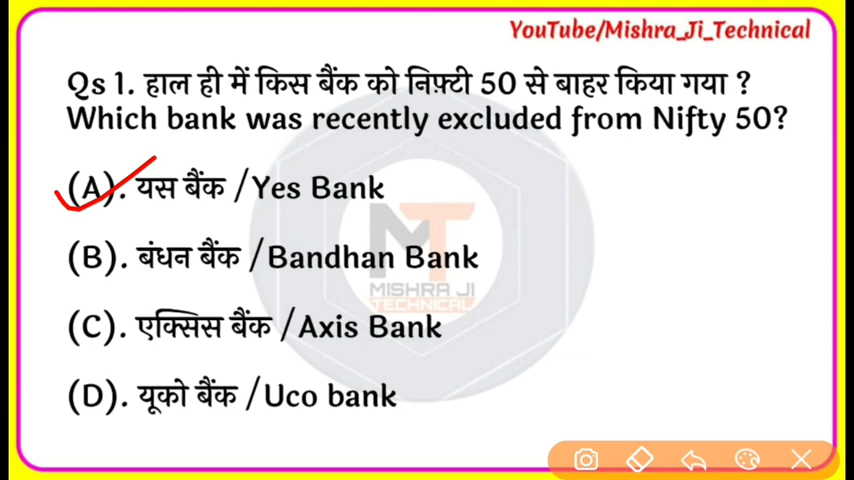 YouTube/Mishra_Ji_Technical
Qs 1. हाल ही में किस बैंक को निफ़्टी 50 से बाहर किया गया ?
Which bank was recently excluded from Nifty 50?
(A). यस बैंक /Yes Bank
(B). बंधन बैंक /Bandhan Bank
MISHRA JI
TECHNICAL
(C). एक्सिस बैंक /Axis Bank
(D). यूको बैंक /Uco bank